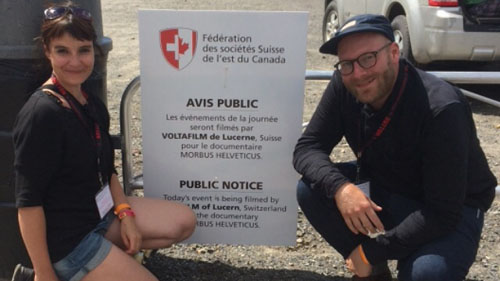 Fédération
des sociétés Suisse
de l'est du Canada
AVIS PUBLIC
Les événements de la journée
seront filmés par
VOLTAFILM de Lucerne, Suisse
pour le documentaire
MORBUS HELVETICUS.
PUBLIC NOTICE
Today's event is being filmed by
M of Lucern, Switzerland
the documentary
MORBUS HELVETICUS.